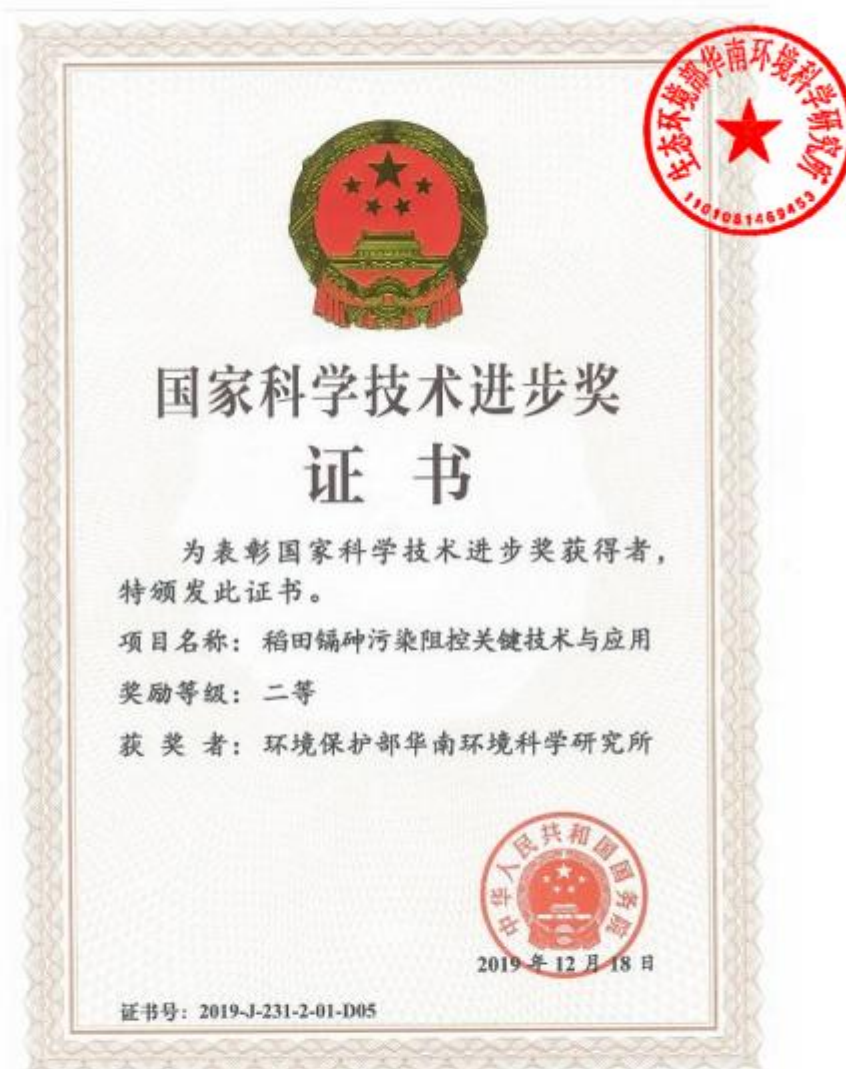 生态环境部华南环境科学研究所
1101081469453
国家科学技术进步奖
证书
为表彰国家科学技术进步奖获得者，
特颁发此证书。
项目名称：稻田镉砷污染阻控关键技术与应用
奖励等级：二等
获奖者：环境保护部华南环境科学研究所
中华人民共和国国务院
2019年12月18日
证书号：2019-J-231-2-01-D05